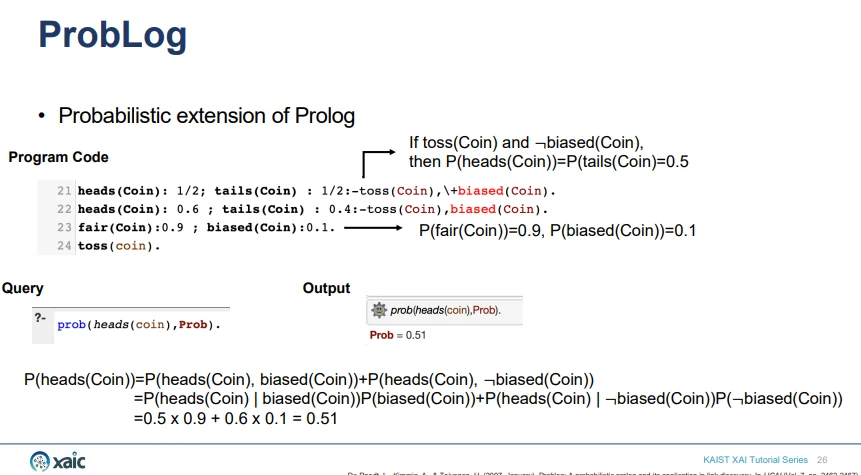 ProbLog
• Probabilistic extension of Prolog
If toss(Coin) and ¬biased(Coin),
then P(heads(Coin))=P(tails(Coin)=0.5
Program Code
21 heads(Coin): 1/2; tails(Coin) : 1/2:-toss(Coin),\+biased(Coin).
22 heads(Coin): 0.6 ; tails(Coin) : 0.4:-toss(Coin),biased(Coin).
23 fair(Coin):0.9 ; biased(Coin):0.1.
P(fair(Coin))=0.9, P(biased(Coin))=0.1
24 toss(coin).
Query
Output
?- prob(heads(coin),Prob).
prob(heads(coin),Prob).
Prob = 0.51
P(heads(Coin))=P(heads(Coin), biased(Coin))+P(heads(Coin), ¬biased(Coin))
=P(heads(Coin) | biased(Coin))P(biased(Coin))+P(heads(Coin) | ¬biased(Coin))P(¬biased(Coin))
=0.5 x 0.9 + 0.6 x 0.1 = 0.51
xaic
KAIST XAI Tutorial Series 26